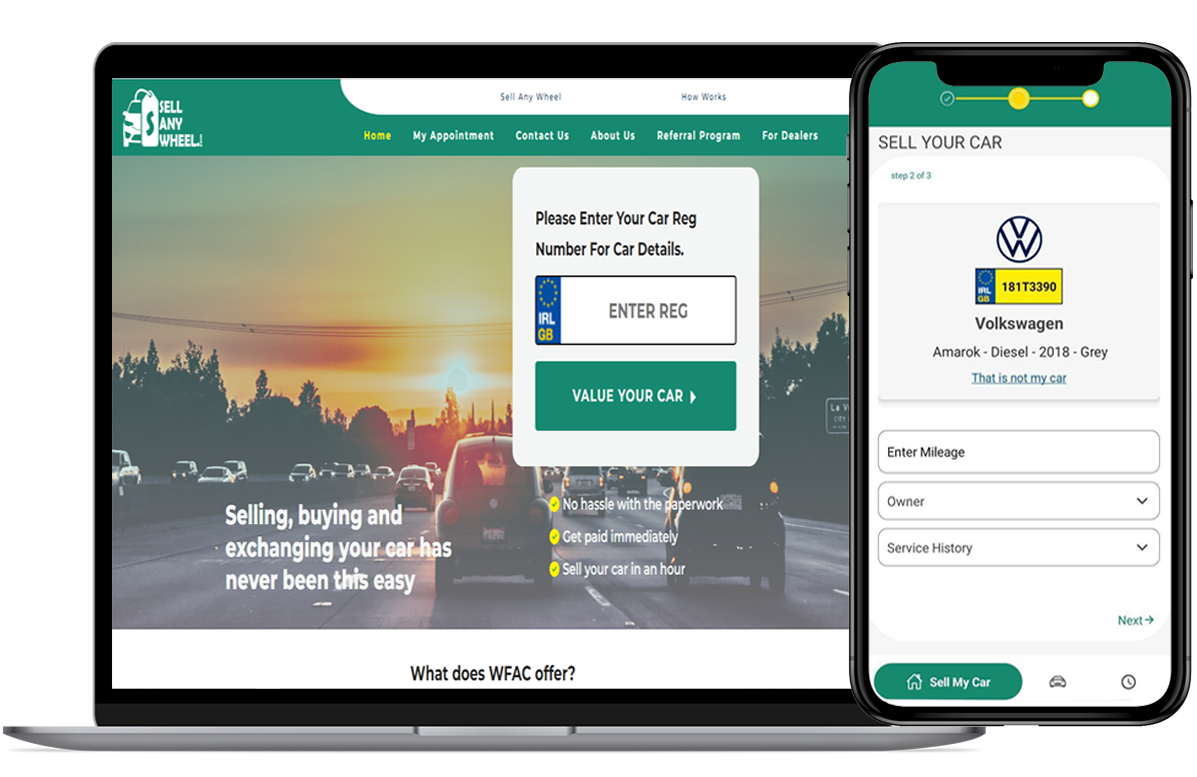 SELL
ANY
WHEEL
Sell Any Wheel
How Works
Home
My Appointment
Contact Us
About Us
Referral Program
For Dealers
Please Enter Your Car Reg
Number For Car Details.
IRL
GB
ENTER REG
VALUE YOUR CAR
Selling, buying and
exchanging your car has
never been this easy
No hassle with the paperwork
Get paid immediately
Sell your car in an hour
What does WFAC offer?
SELL YOUR CAR
step 2 of 3
IRL
GB
181T3390
Volkswagen
Amarok - Diesel - 2018 - Grey
That is not my car
Enter Mileage
Owner
Service History
Next
Sell My Car